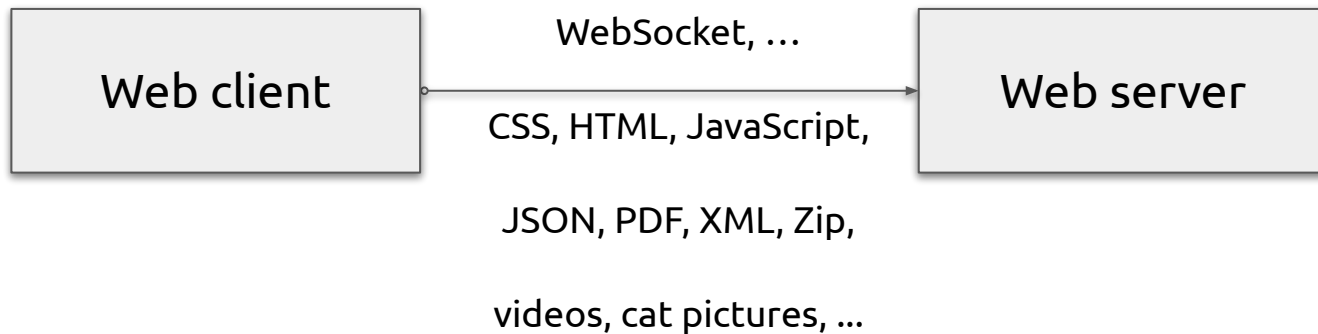 Web client
WebSocket, …
Web server
CSS, HTML, JavaScript,
JSON, PDF, XML, Zip,
videos, cat pictures, ...